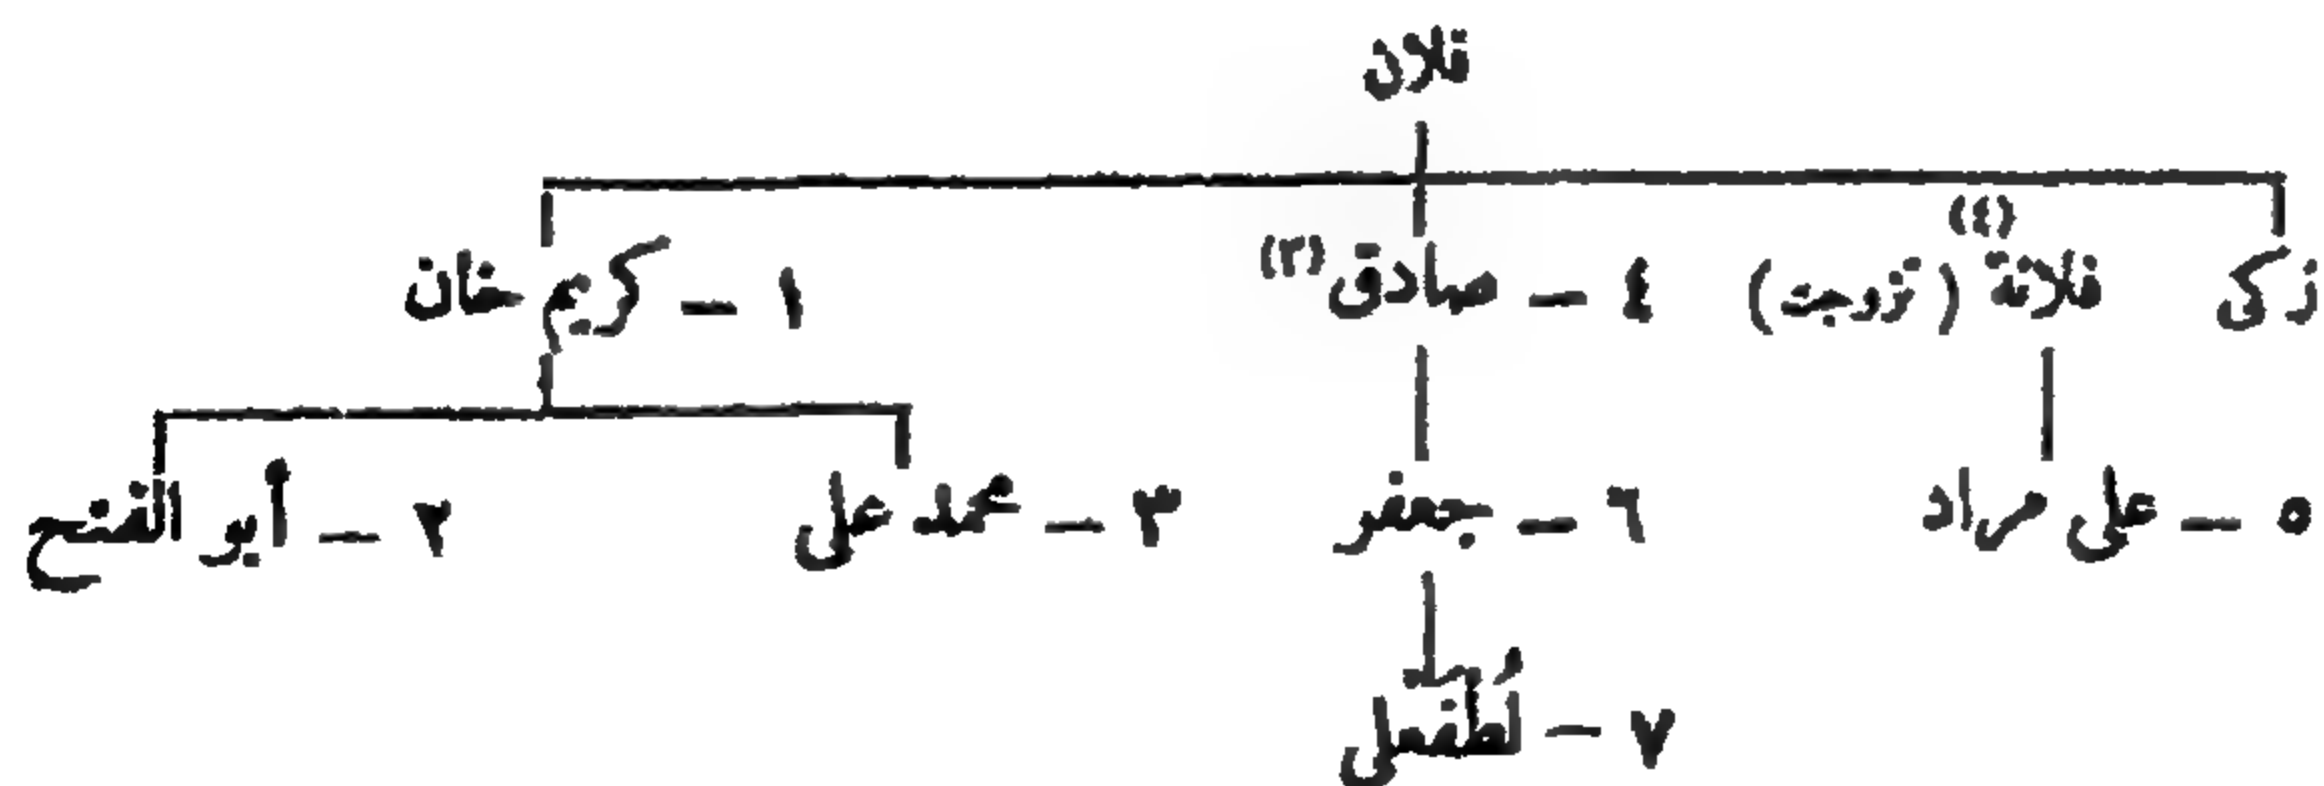 فلان
زكى فلانة (تزوجت) (٤) ٤ - صادق (٣) ١ - كريم خان
٥ - على مراد ٦ - جعفر ٣ - محمد على ٢ - أبو الفتح
٧ - لُطْفعلى